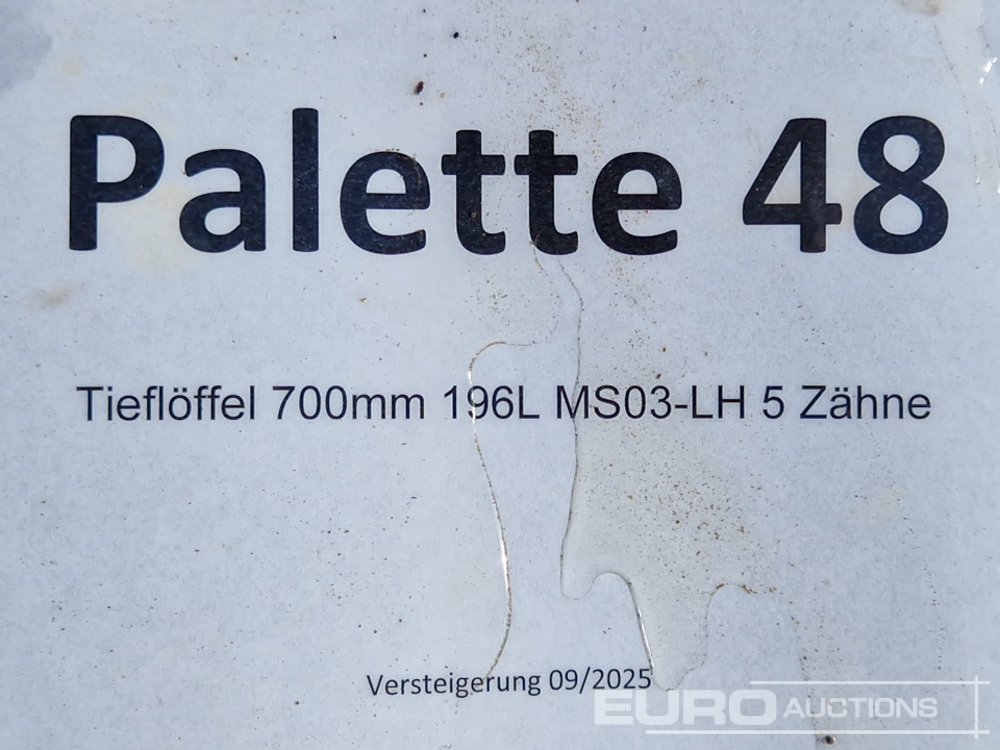 Palette 48
Tieflöffel 700mm 196L MS03-LH 5 Zähne
Versteigerung 09/2025
EURO AUCTIONS